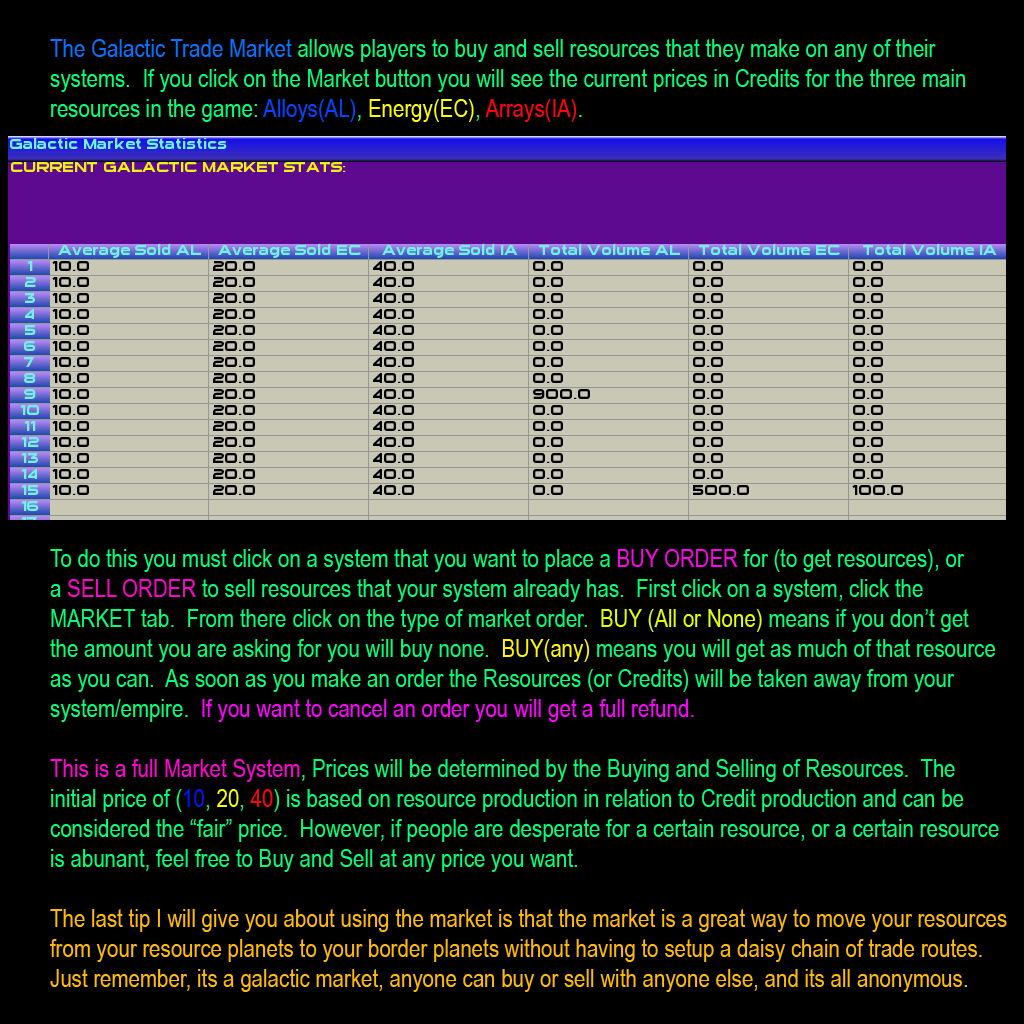 The Galactic Trade Market allows players to buy and sell resources that they make on any of their
systems.  If you click on the Market button you will see the current prices in Credits for the three main
resources in the game: Alloys(AL), Energy(EC), Arrays(IA).
Galactic Market Statistics
CURRENT GALACTIC MARKET STATS:
Average Sold AL Average Sold EC Average Sold IA Total Volume AL Total Volume EC Total Volume IA
1 10.0 20.0 40.0 0.0 0.0 0.0
2 10.0 20.0 40.0 0.0 0.0 0.0
3 10.0 20.0 40.0 0.0 0.0 0.0
4 10.0 20.0 40.0 0.0 0.0 0.0
5 10.0 20.0 40.0 0.0 0.0 0.0
6 10.0 20.0 40.0 0.0 0.0 0.0
7 10.0 20.0 40.0 0.0 0.0 0.0
8 10.0 20.0 40.0 0.0 0.0 0.0
9 10.0 20.0 40.0 900.0 0.0 0.0
10 10.0 20.0 40.0 0.0 0.0 0.0
11 10.0 20.0 40.0 0.0 0.0 0.0
12 10.0 20.0 40.0 0.0 0.0 0.0
13 10.0 20.0 40.0 0.0 0.0 0.0
14 10.0 20.0 40.0 0.0 0.0 0.0
15 10.0 20.0 40.0 0.0 500.0 100.0
16
To do this you must click on a system that you want to place a BUY ORDER for (to get resources), or
a SELL ORDER to sell resources that your system already has.  First click on a system, click the
MARKET tab.  From there click on the type of market order.  BUY (All or None) means if you don’t get
the amount you are asking for you will buy none.  BUY(any) means you will get as much of that resource
as you can.  As soon as you make an order the Resources (or Credits) will be taken away from your
system/empire.  If you want to cancel an order you will get a full refund.
This is a full Market System, Prices will be determined by the Buying and Selling of Resources.  The
initial price of (10, 20, 40) is based on resource production in relation to Credit production and can be
considered the “fair” price.  However, if people are desperate for a certain resource, or a certain resource
is abunant, feel free to Buy and Sell at any price you want.
The last tip I will give you about using the market is that the market is a great way to move your resources
from your resource planets to your border planets without having to setup a daisy chain of trade routes.
Just remember, its a galactic market, anyone can buy or sell with anyone else, and its all anonymous.